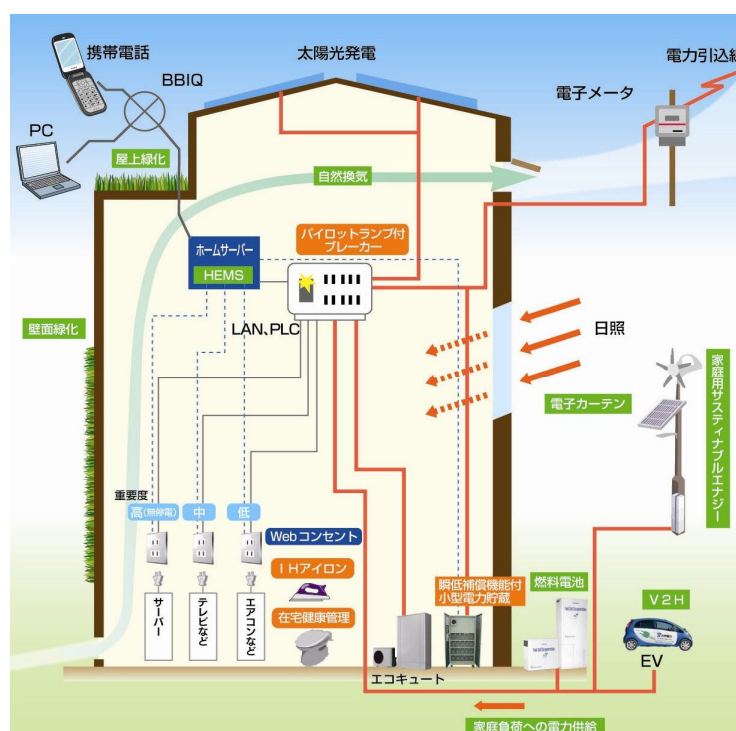 携帯電話
BBIQ
PC
太陽光発電
電力引込
電子メータ
屋上緑化
自然換気
パイロットランプ付
ブレーカー
ホームサーバー
HEMS
LAN、PLC
壁面緑化
日照
電子カーテン
家庭用サスティナブルエナジー
重要度
高(無停電)
中
低
Webコンセント
IHアイロン
在宅健康管理
サーバー
テレビなど
エアコンなど
瞬低補償機能付
小型電力貯蔵
燃料電池
V2H
EV
エコキュート
家庭負荷への電力供給